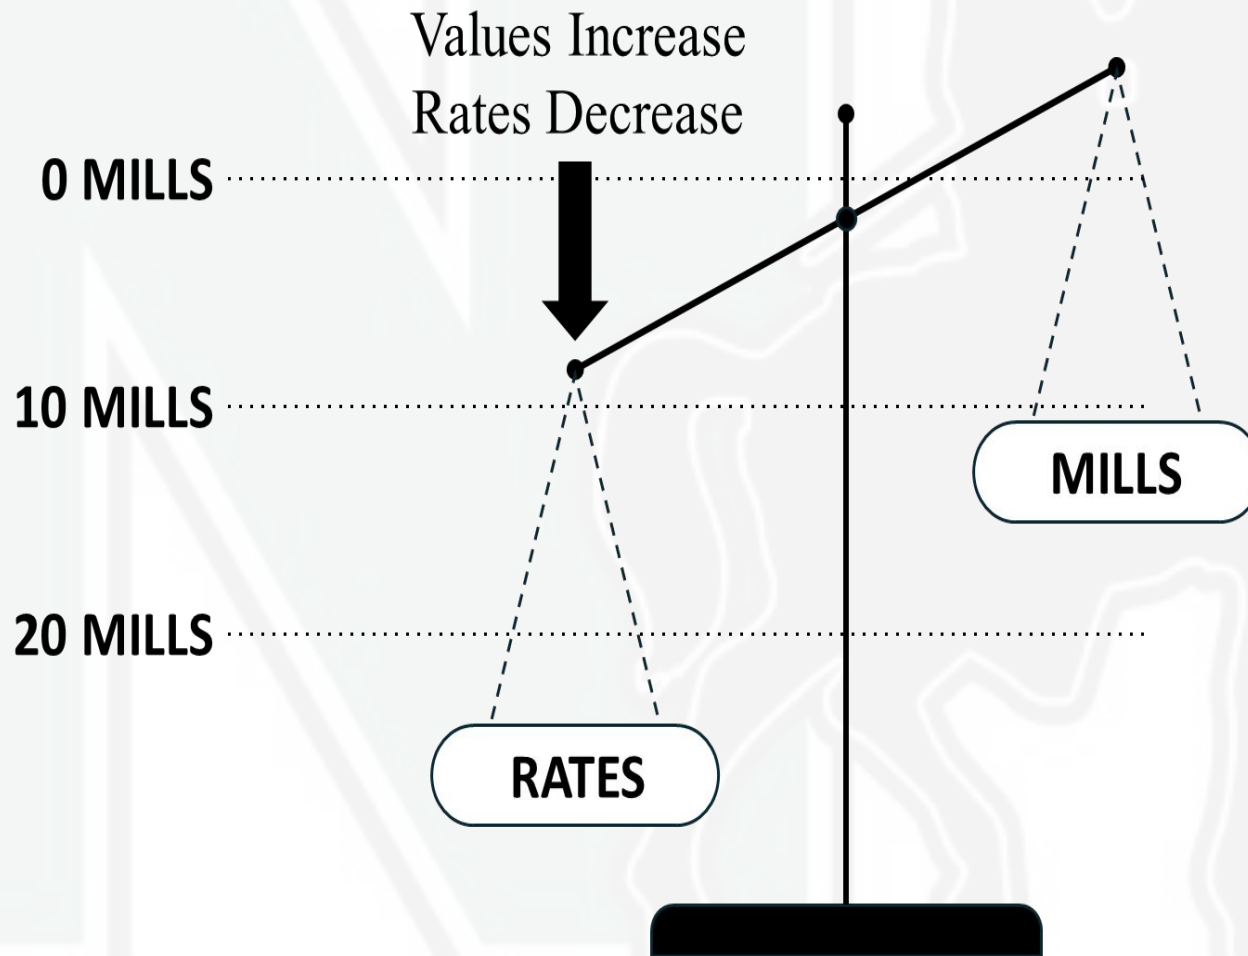 Values Increase
Rates Decrease
0 MILLS
10 MILLS
MILLS
20 MILLS
RATES